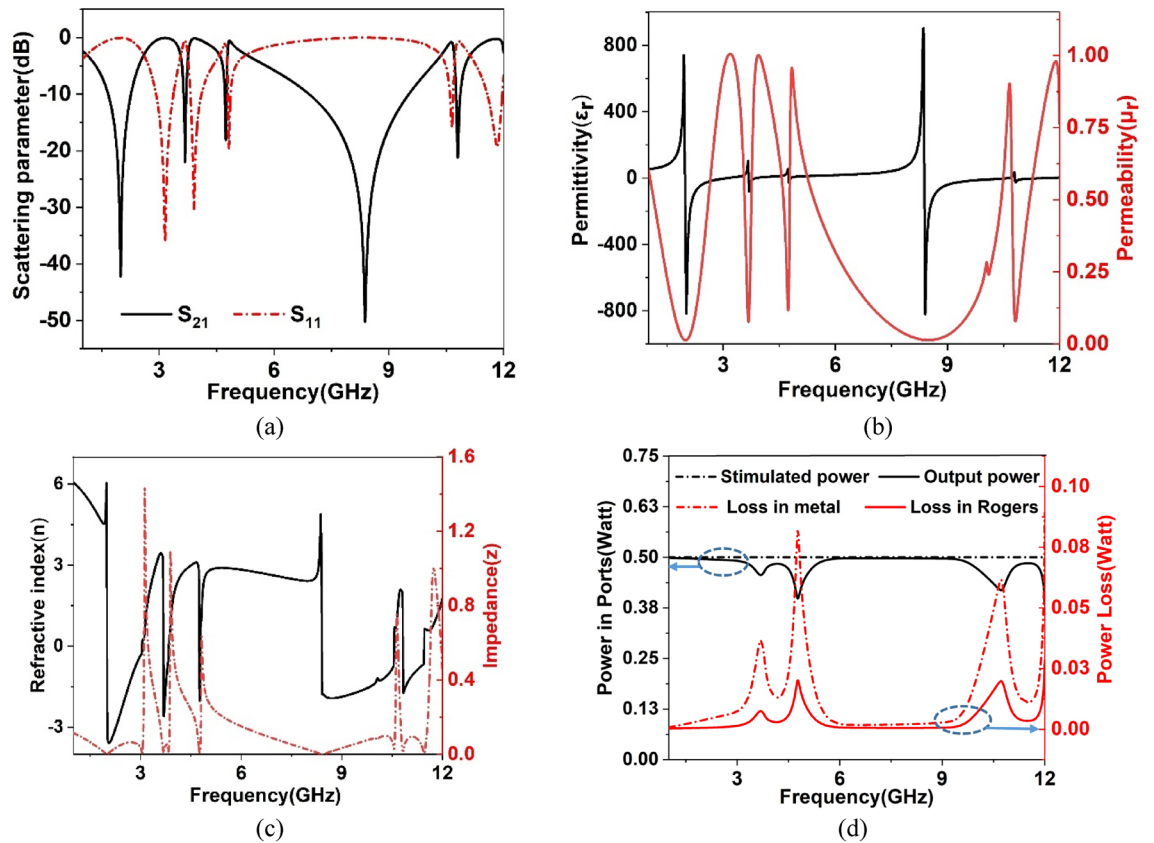 0
-10
-20
-30
-40
-50
Scattering parameter(dB)
S21
S11
3
6
9
12
Frequency(GHz)
(a)
800
400
0
-400
-800
Permittivity(εr)
1.00
0.75
0.50
0.25
0.00
Permeability(μr)
3
6
9
12
Frequency(GHz)
(b)
6
3
0
-3
Refractive index(n)
1.6
1.2
0.8
0.4
0.0
Impedance(z)
3
6
9
12
Frequency(GHz)
(c)
0.75
0.63
0.50
0.38
0.25
0.13
0.00
Power in Ports(Watt)
Stimulated power
Output power
Loss in metal
Loss in Rogers
0.10
0.08
0.05
0.03
0.00
Power Loss(Watt)
3
6
9
12
Frequency(GHz)
(d)